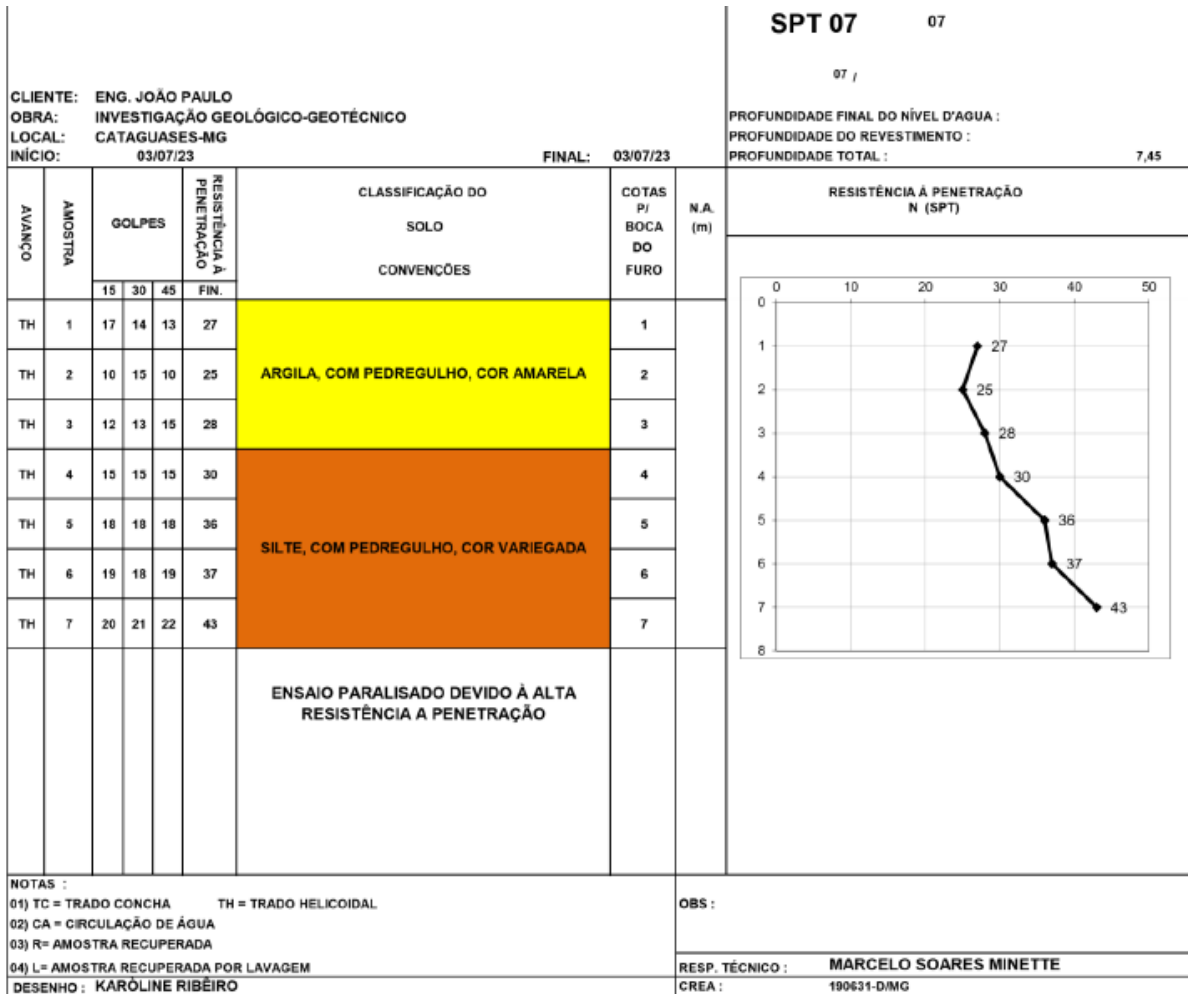 SPT 07 07
07 /
CLIENTE: ENG. JOÃO PAULO
OBRA: INVESTIGAÇÃO GEOLÓGICO-GEOTÉCNICO
LOCAL: CATAGUASES-MG
INÍCIO: 03/07/23 FINAL: 03/07/23
PROFUNDIDADE FINAL DO NÍVEL D'AGUA :
PROFUNDIDADE DO REVESTIMENTO :
PROFUNDIDADE TOTAL : 7,45
AVANÇO
AMOSTRA
GOLPES
RESISTÊNCIA À
PENETRAÇÃO
CLASSIFICAÇÃO DO
SOLO
CONVENÇÕES
COTAS
P/
BOCA
DO
FURO
N.A.
(m)
RESISTÊNCIA À PENETRAÇÃO
N (SPT)
15 30 45 FIN.
TH 1 17 14 13 27 1
TH 2 10 15 10 25 ARGILA, COM PEDREGULHO, COR AMARELA 2
TH 3 12 13 15 28 3
TH 4 15 15 15 30 4
TH 5 18 18 18 36 5
SILTE, COM PEDREGULHO, COR VARIEGADA
TH 6 19 18 19 37 6
TH 7 20 21 22 43 7
ENSAIO PARALISADO DEVIDO À ALTA
RESISTÊNCIA A PENETRAÇÃO
0 10 20 30 40 50
0
1 27
2 25
3 28
4 30
5 36
6 37
7 43
8
NOTAS :
01) TC = TRADO CONCHA TH = TRADO HELICOIDAL
02) CA = CIRCULAÇÃO DE ÁGUA
03) R= AMOSTRA RECUPERADA
04) L= AMOSTRA RECUPERADA POR LAVAGEM
DESENHO : KARÔLINE RIBEIRO
OBS :
RESP. TÉCNICO : MARCELO SOARES MINETTE
CREA : 190631-D/MG